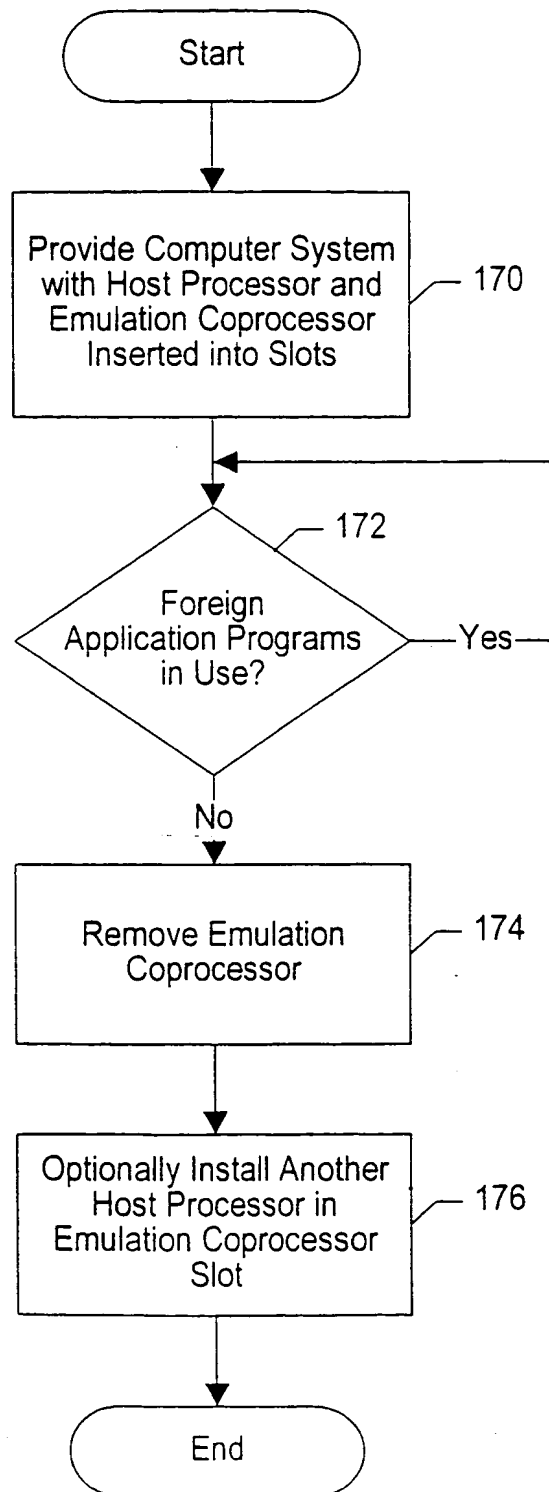 Start
Provide Computer System
with Host Processor and
Emulation Coprocessor
Inserted into Slots
170
172
Foreign
Application Programs
in Use?
Yes
No
Remove Emulation
Coprocessor
174
Optionally Install Another
Host Processor in
Emulation Coprocessor
Slot
176
End